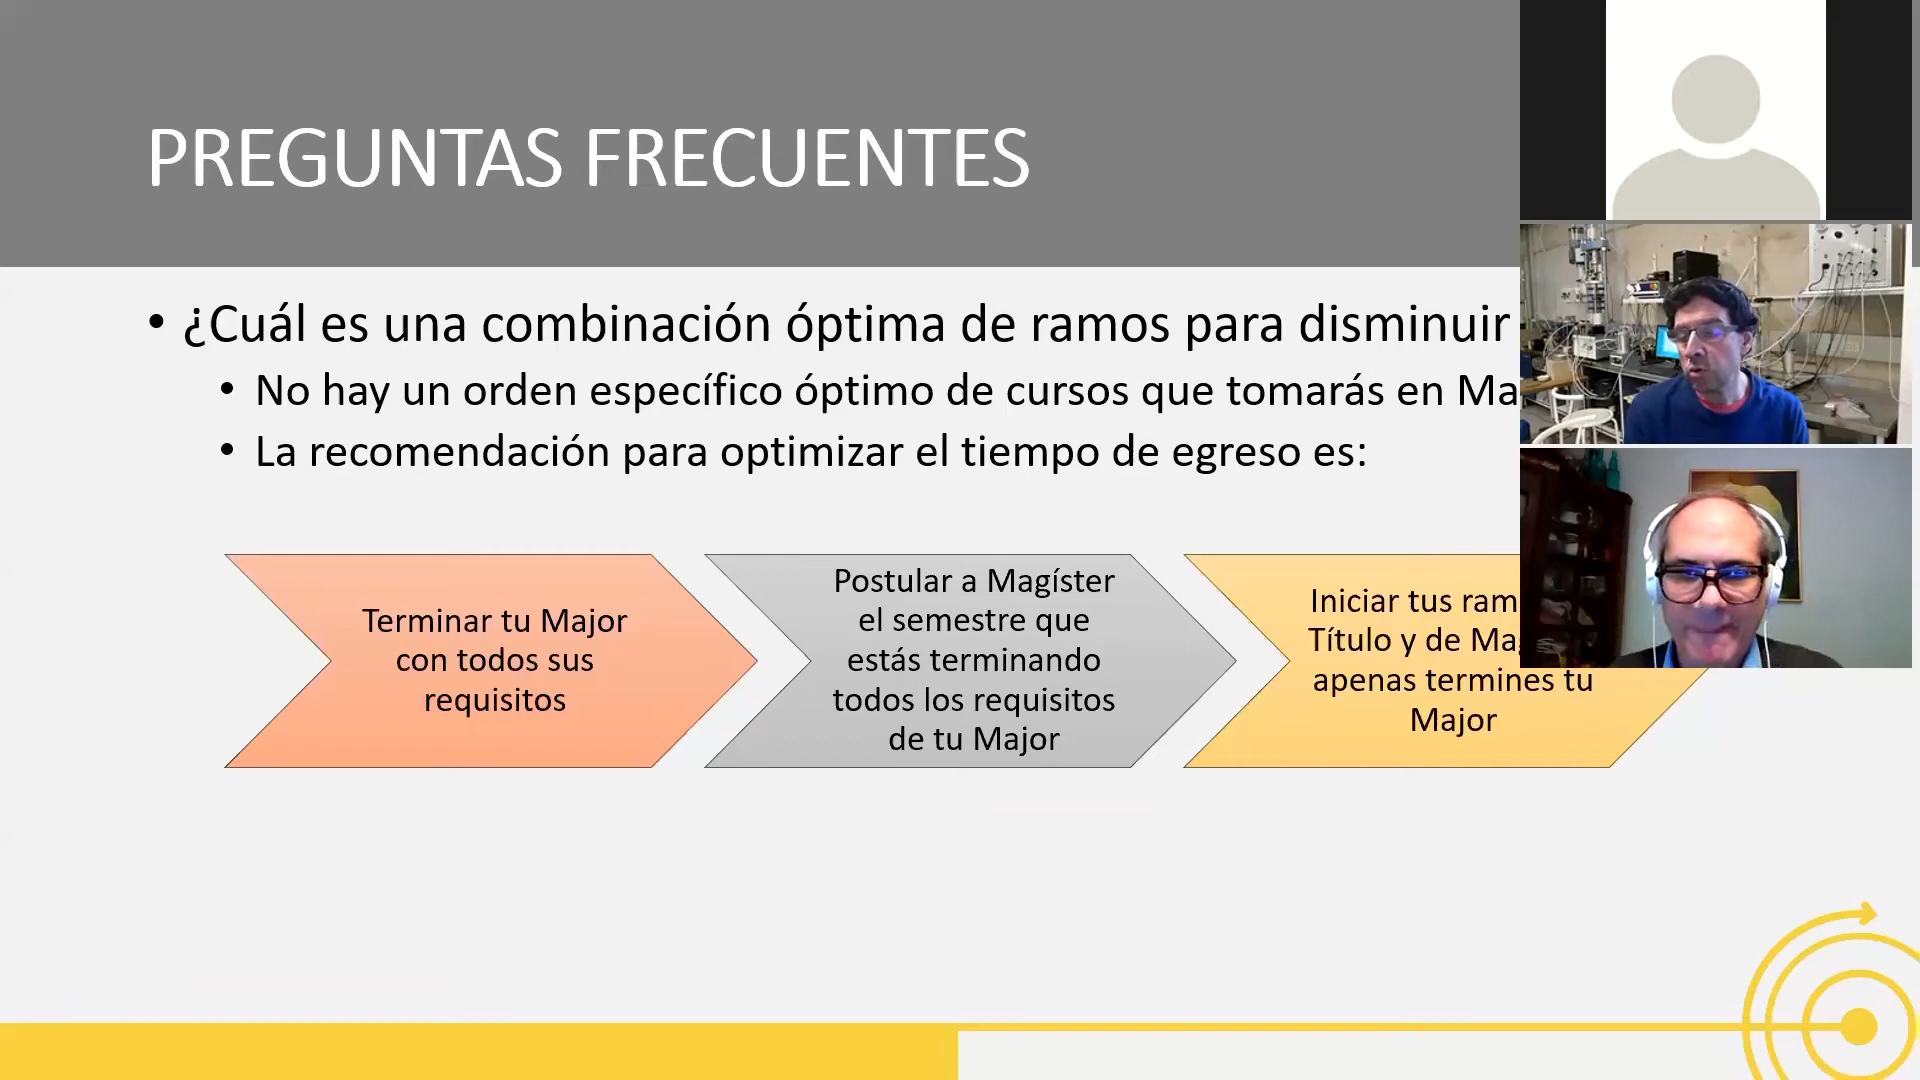 PREGUNTAS FRECUENTES
• ¿Cuál es una combinación óptima de ramos para disminuir
• No hay un orden específico óptimo de cursos que tomarás en
• La recomendación para optimizar el tiempo de egreso es:
Terminar tu Major
con todos sus
requisitos
Postular a Magíster
el semestre que
estás terminando
todos los requisitos
de tu Major
Iniciar tus
Título y de
apenas termines tu
Major